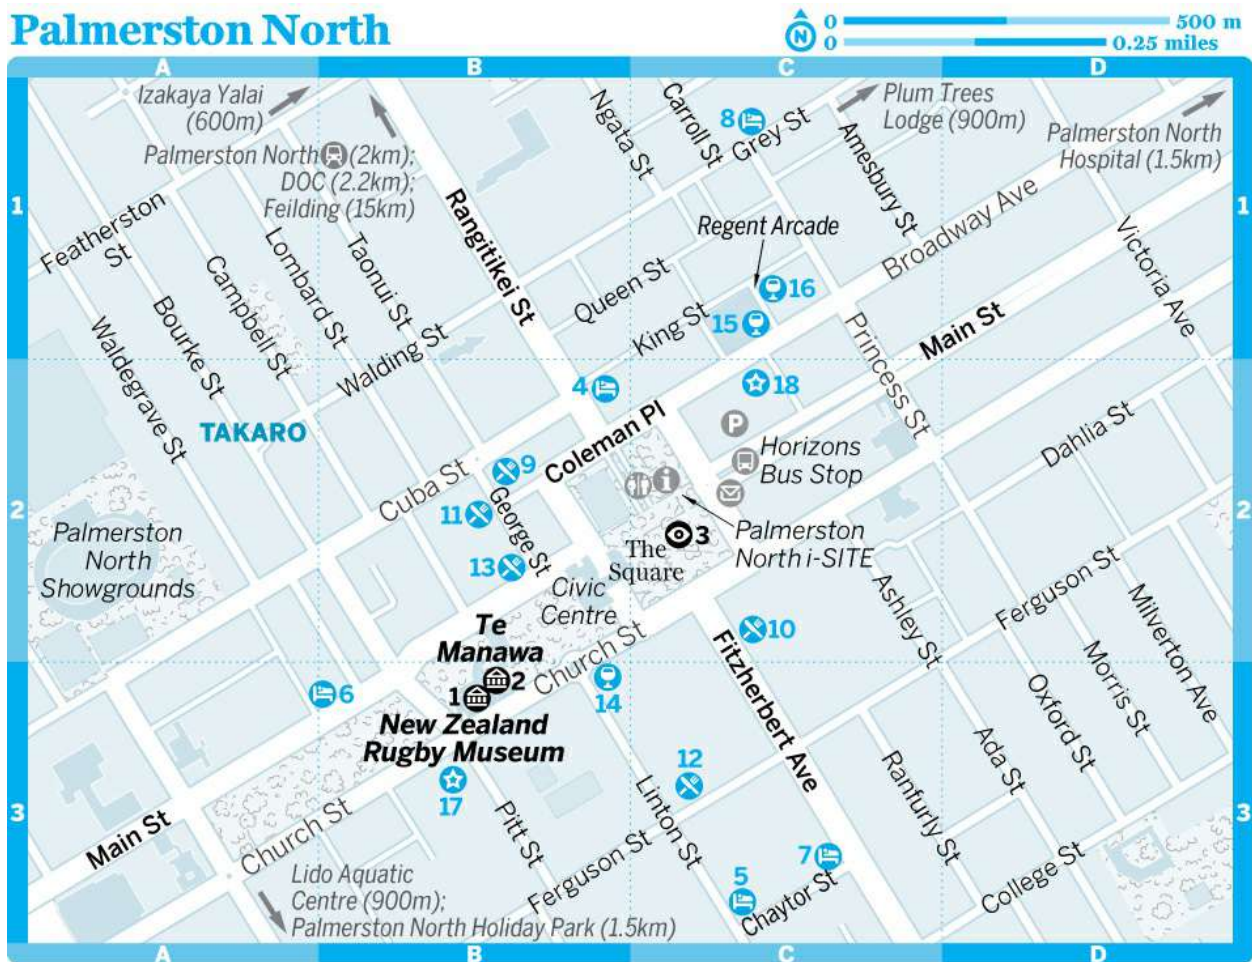 Palmerston North
N
0 500 m
0 0.25 miles
A B C D
Izakaya Yalai
(600m)
Palmerston North (2km);
DOC (2.2km);
Feilding (15km)
Ngata St
Carroll St
8
Grey St
Plum Trees
Lodge (900m)
Amesbury St
Palmerston North
Hospital (1.5km)
1
1
Featherston
St
Rangitikei St
Regent Arcade
Broadway Ave
Victoria Ave
Lombard St
Taonui St
Campbell St
Bourke St
Waldegrave St
Queen St
16
King St
15
Walding St
Princess St
Main St
4
18
TAKARO
Coleman Pl
P
Dahlia St
Horizons
Bus Stop
Cuba St
9
George St
11
i
2
2
Palmerston
North
Showgrounds
3
The
Square
Palmerston
North i-SITE
13
Civic
Centre
Ashley St
Ferguson St
Milverton Ave
Te
Manawa
10
Church St
Fitzherbert Ave
Morris St
Oxford St
6
1
2
14
New Zealand
Rugby Museum
12
17
Ada St
Ranfurly St
3
3
Main St
Church St
Pitt St
Linton St
Ferguson St
7
5
Chaytor St
College St
Lido Aquatic
Centre (900m);
Palmerston North Holiday Park (1.5km)
A B C D